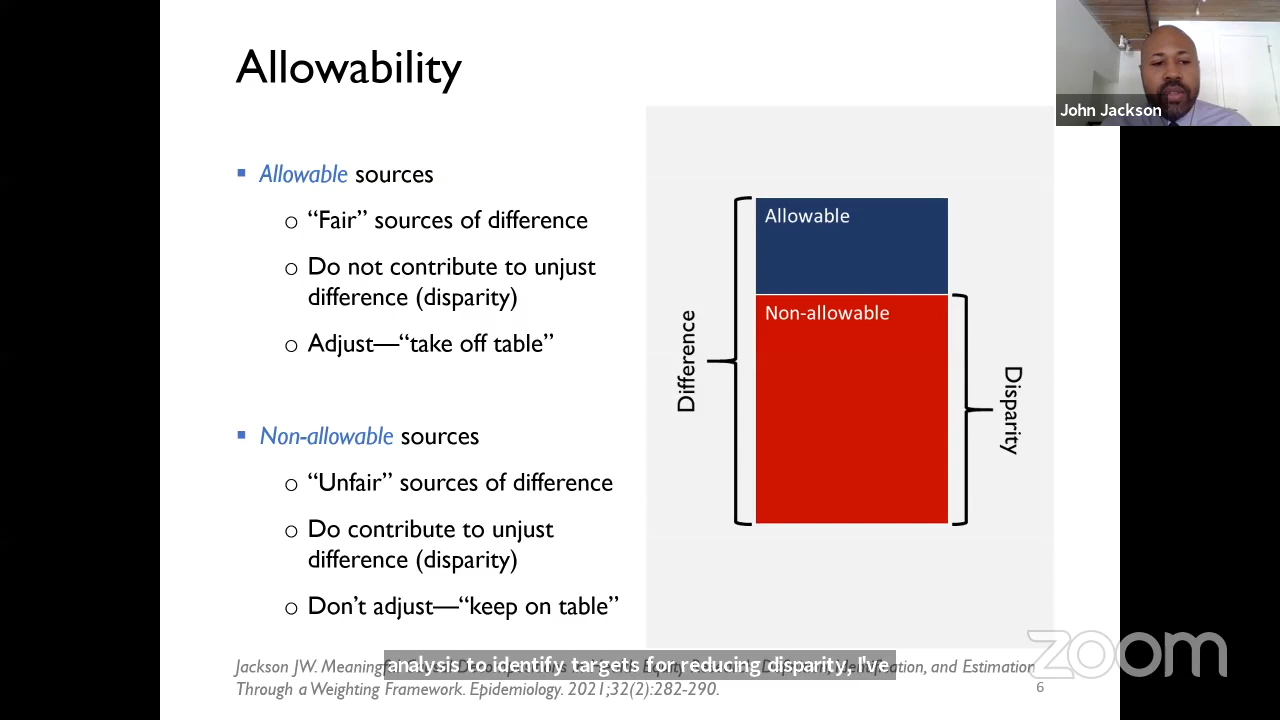 Allowability
John Jackson
▪ Allowable sources
o “Fair” sources of difference
o Do not contribute to unjust
difference (disparity)
o Adjust—“take off table”
▪ Non-allowable sources
o “Unfair” sources of difference
o Do contribute to unjust
difference (disparity)
o Don’t adjust—“keep on table”
Difference
Allowable
Non-allowable
Disparity
analysis to identify targets for reducing disparity, I've
Jackson JW. and Estimation
Through a Weighting Framework. Epidemiology. 2021;32(2):282-290.
6
zoom